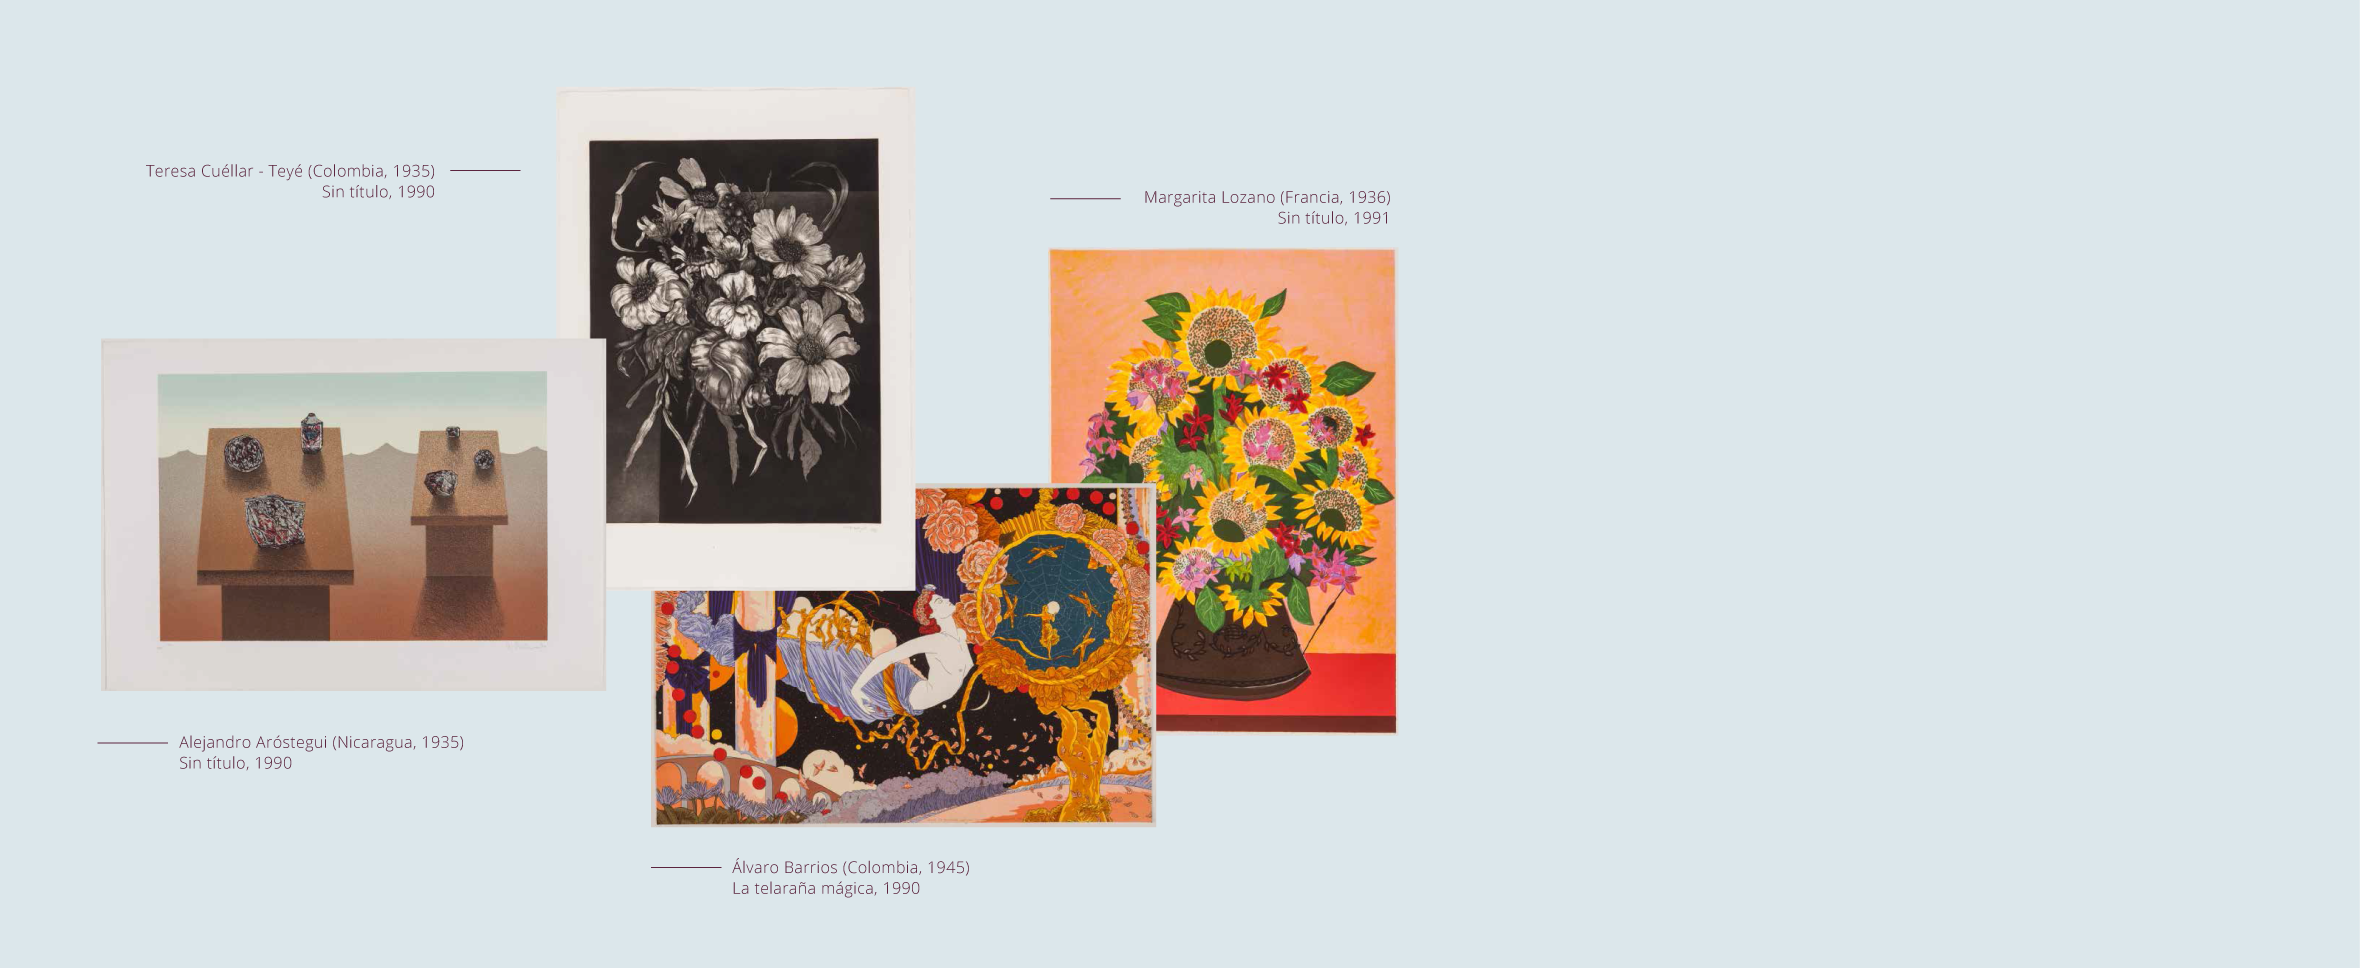 Teresa Cuéllar - Teyé (Colombia, 1935)
Sin título, 1990
Margarita Lozano (Francia, 1936)
Sin título, 1991
Alejandro Aróstegui (Nicaragua, 1935)
Sin título, 1990
Álvaro Barrios (Colombia, 1945)
La telaraña mágica, 1990